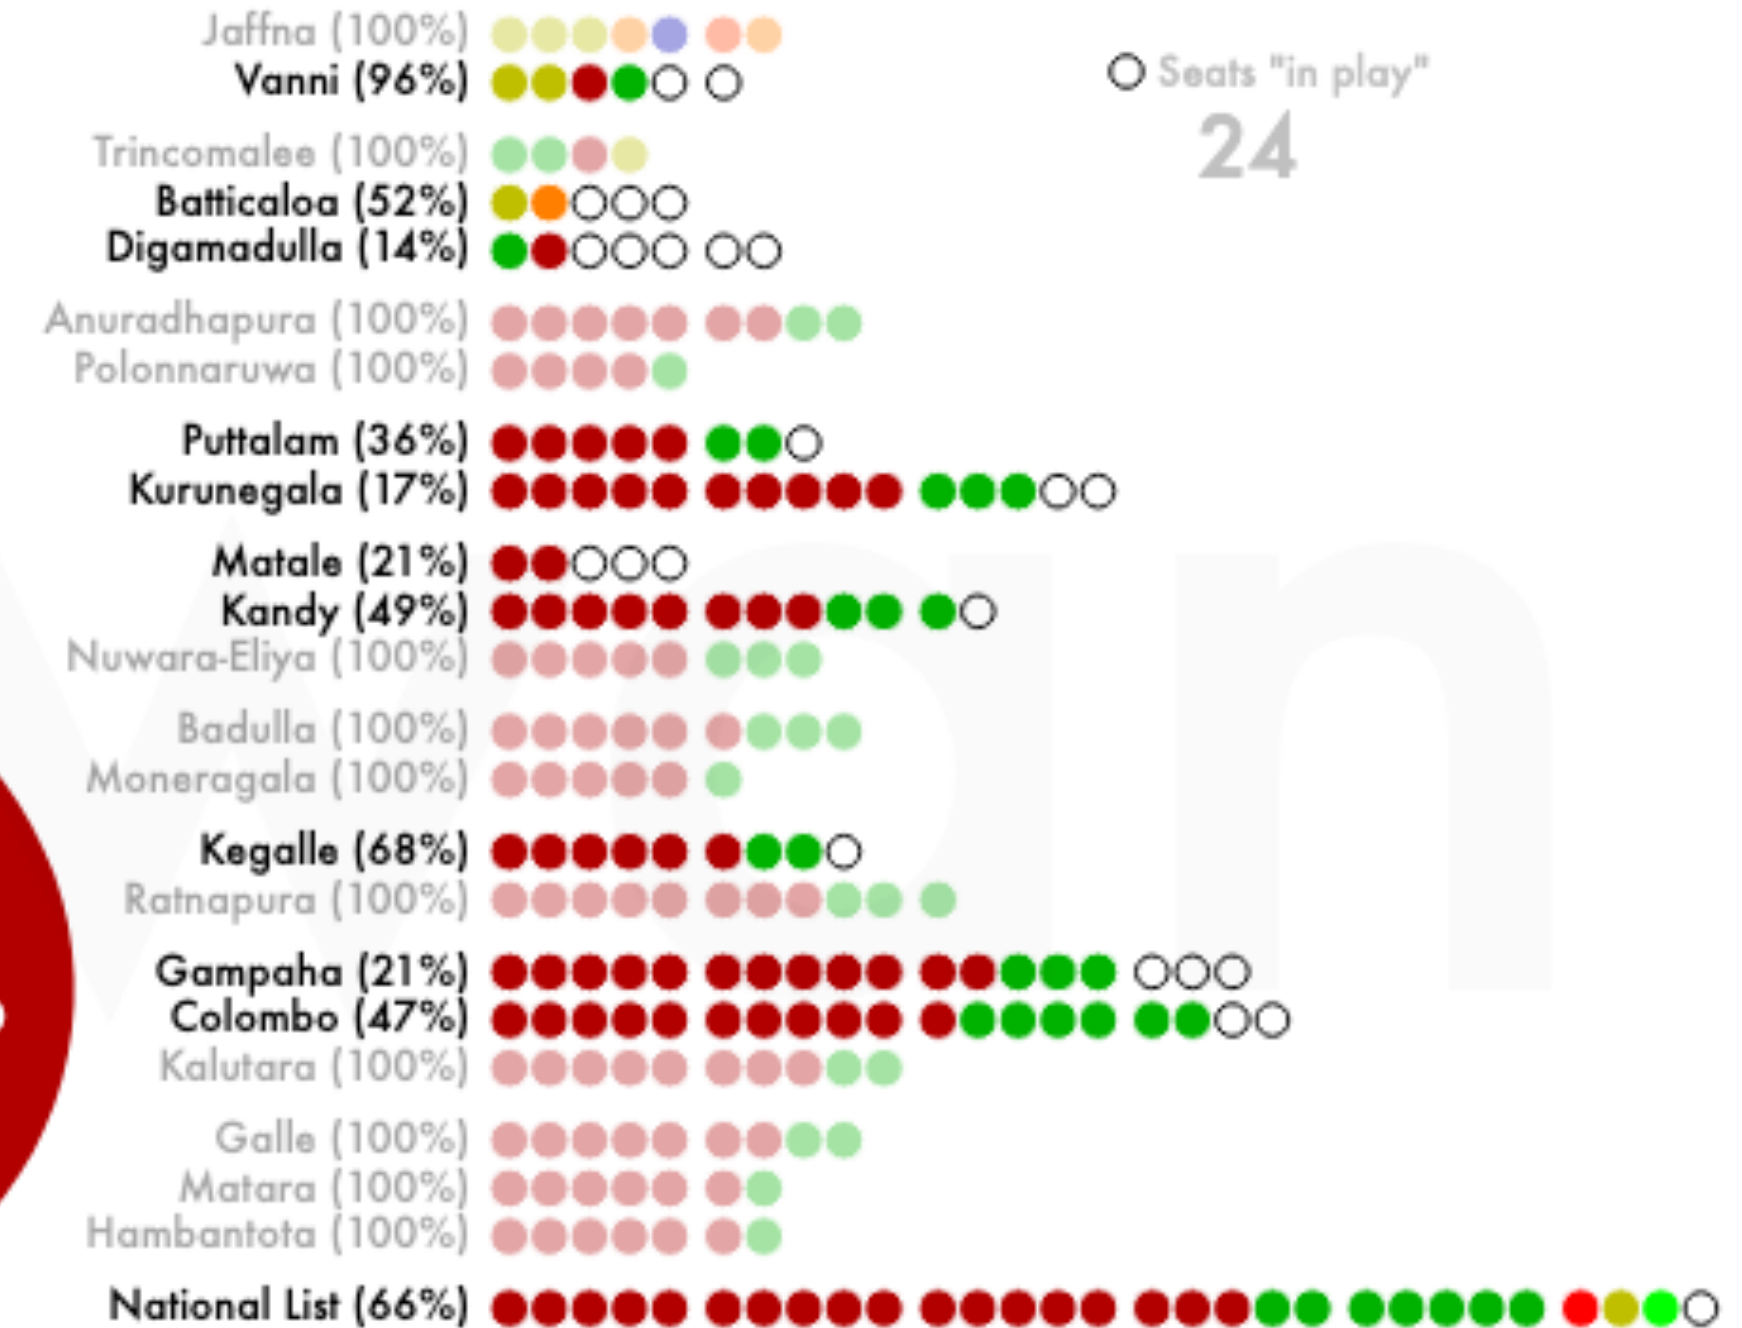 Jaffna (100%)
Vanni (96%)
Seats "in play"
24
Trincomalee (100%)
Batticaloa (52%)
Digamadulla (14%)
Anuradhapura (100%)
Polonnaruwa (100%)
Puttalam (36%)
Kurunegala (17%)
Matale (21%)
Kandy (49%)
Nuwara-Eliya (100%)
Badulla (100%)
Moneragala (100%)
Kegalle (68%)
Ratnapura (100%)
Gampaha (21%)
Colombo (47%)
Kalutara (100%)
Galle (100%)
Matara (100%)
Hambantota (100%)
National List (66%)